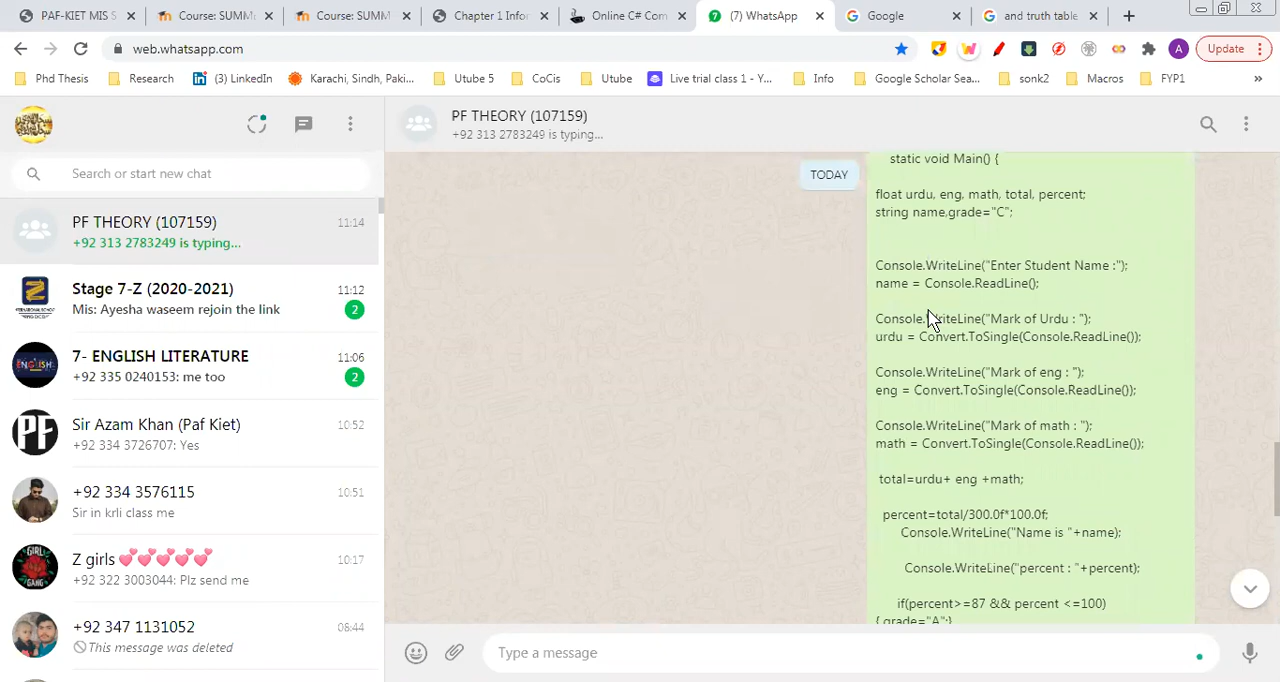 PAF-KIET MIS S
Course: SUMM
Course: SUMM
Chapter 1 Info
Online C# Com
(7) WhatsApp
Google
and truth table
web.whatsapp.com
Update
A
Phd Thesis
Research
(3) LinkedIn
Karachi, Sindh, Paki...
Utube 5
CoCis
Utube
Live trial class 1 - Y...
Info
Google Scholar Sea...
sonk2
Macros
FYP1
»
PF THEORY (107159)
+92 313 2783249 is typing...
Search or start new chat
PF THEORY (107159)
11:14
+92 313 2783249 is typing...
Stage 7-Z (2020-2021)
11:12
Mis: Ayesha waseem rejoin the link
2
7- ENGLISH LITERATURE
11:06
+92 335 0240153: me too
2
Sir Azam Khan (Paf Kiet)
10:52
+92 334 3726707: Yes
+92 334 3576115
10:51
Sir in krli class me
Z girls 💞💞💞💞💞
10:17
+92 322 3003044: Plz send me
+92 347 1131052
08:44
This message was deleted
TODAY
static void Main() {
float urdu, eng, math, total, percent;
string name,grade="C";
Console.WriteLine("Enter Student Name :");
name = Console.ReadLine();
Console.WriteLine("Mark of Urdu : ");
urdu = Convert.ToSingle(Console.ReadLine());
Console.WriteLine("Mark of eng : ");
eng = Convert.ToSingle(Console.ReadLine());
Console.WriteLine("Mark of math : ");
math = Convert.ToSingle(Console.ReadLine());
total=urdu+ eng +math;
percent=total/300.0f*100.0f;
Console.WriteLine("Name is "+name);
Console.WriteLine("percent : "+percent);
if(percent>=87 && percent <=100)
{ grade="A";}
Type a message